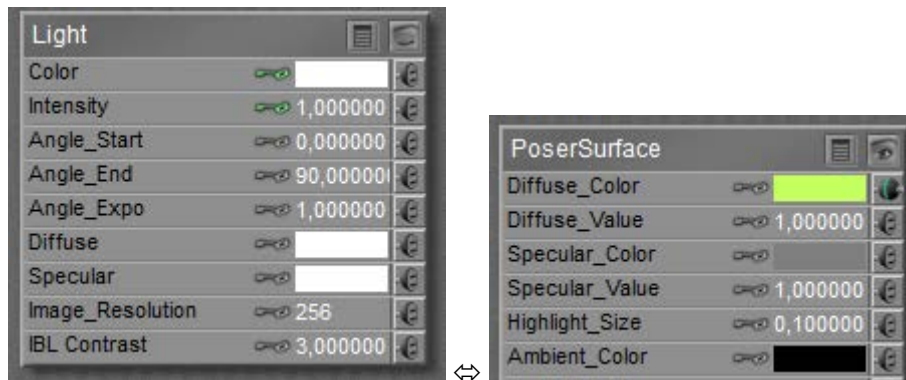 Light
Color
Intensity 1,000000
Angle_Start 0,000000
Angle_End 90,00000
Angle_Expo 1,000000
Diffuse
Specular
Image_Resolution 256
IBL Contrast 3,000000
⇔
PoserSurface
Diffuse_Color
Diffuse_Value 1,000000
Specular_Color
Specular_Value 1,000000
Highlight_Size 0,100000
Ambient_Color